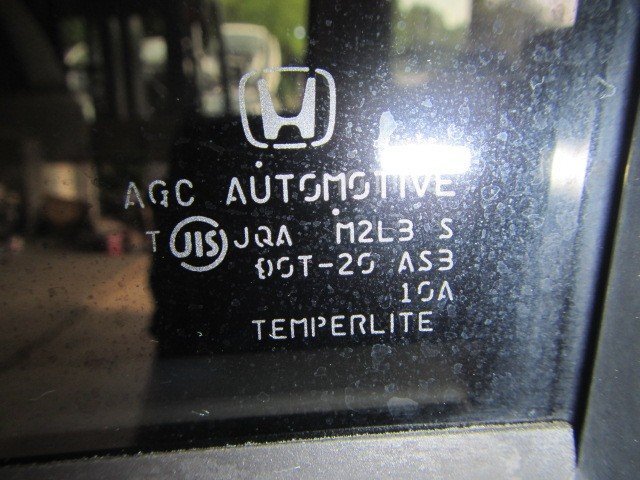 AGC AUTOMOTIVE
T JIS JQA M2L3 S
DOT-20 AS3
10A
TEMPERLITE